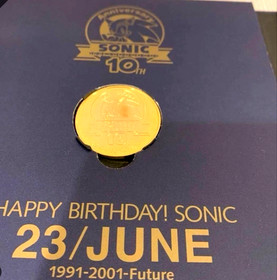 Anniversary
SONIC
10TH
HAPPY BIRTHDAY! SONIC
23/JUNE
1991-2001-Future